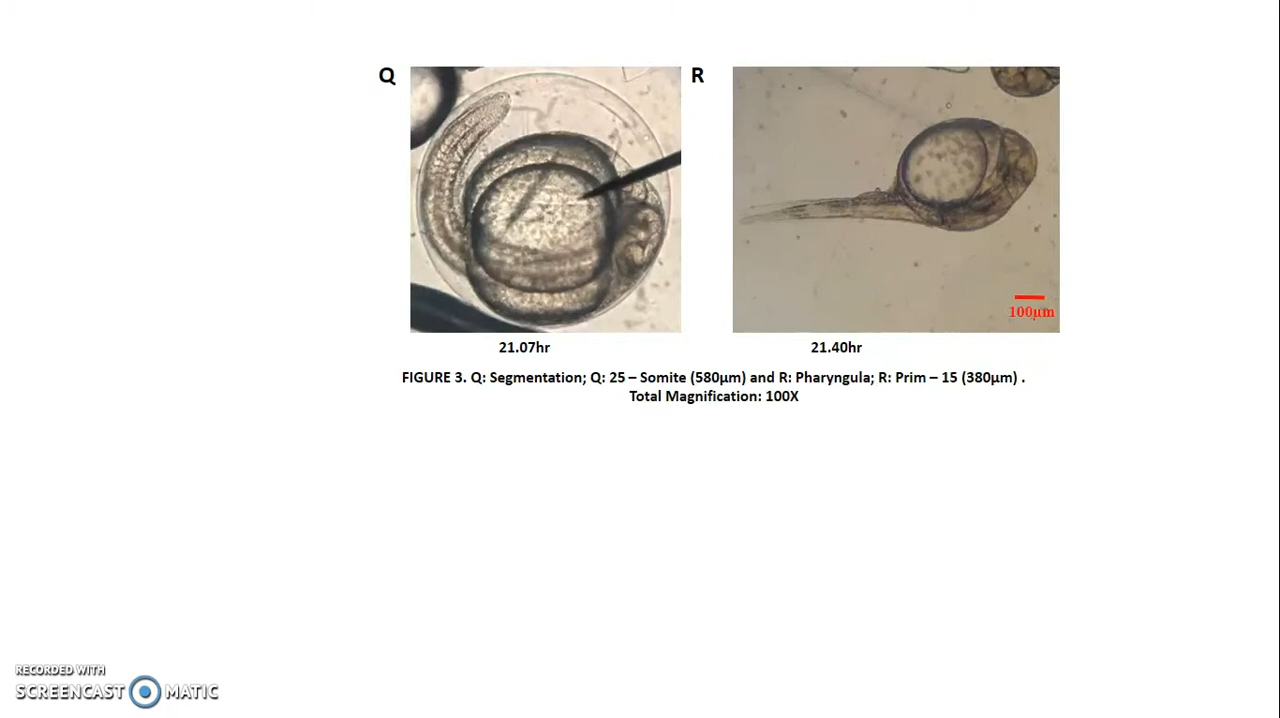 Q
R
100µm
21.07hr
21.40hr
FIGURE 3. Q: Segmentation; Q: 25 – Somite (580µm) and R: Pharyngula; R: Prim – 15 (380µm) .
Total Magnification: 100X
RECORDED WITH
SCREENCAST MATIC